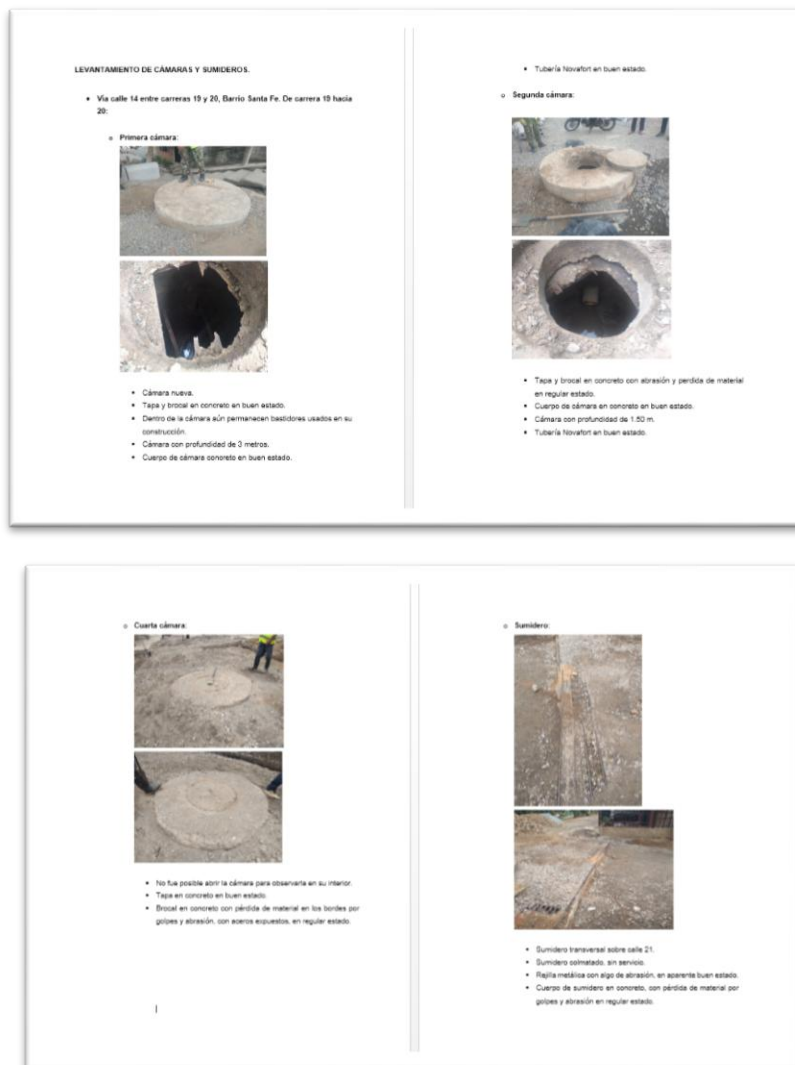 LEVANTAMIENTO DE CÁMARAS Y SUMIDEROS.
• Via calle 14 entre carreras 19 y 20, Barrio Santa Fe. De carrera 19 hacia
20:
o Primera cámara:
▪ Cámara nueva.
▪ Tapa y brocal en concreto en buen estado.
▪ Dentro de la cámara aún permanecen bastidores usados en su
construcción.
▪ Cámara con profundidad de 3 metros.
▪ Cuerpo de cámara concreto en buen estado.
▪ Tubería Novafort en buen estado.
o Segunda cámara:
▪ Tapa y brocal en concreto con abrasión y perdida de material
en regular estado.
▪ Cuerpo de cámara en concreto en buen estado.
▪ Cámara con profundidad de 1.50 m.
▪ Tubería Novafort en buen estado.
o Cuarta cámara:
▪ No fue posible abrir la cámara para observarla en su interior.
▪ Tapa en concreto en buen estado.
▪ Brocal en concreto con pérdida de material en los bordes por
golpes y abrasión, con aceros expuestos, en regular estado.
o Sumidero:
▪ Sumidero transversal sobre calle 21.
▪ Sumidero colmatado, sin servicio.
▪ Rejilla metálica con algo de abrasión, en aparente buen estado.
▪ Cuerpo de sumidero en concreto, con pérdida de material por
golpes y abrasión en regular estado.